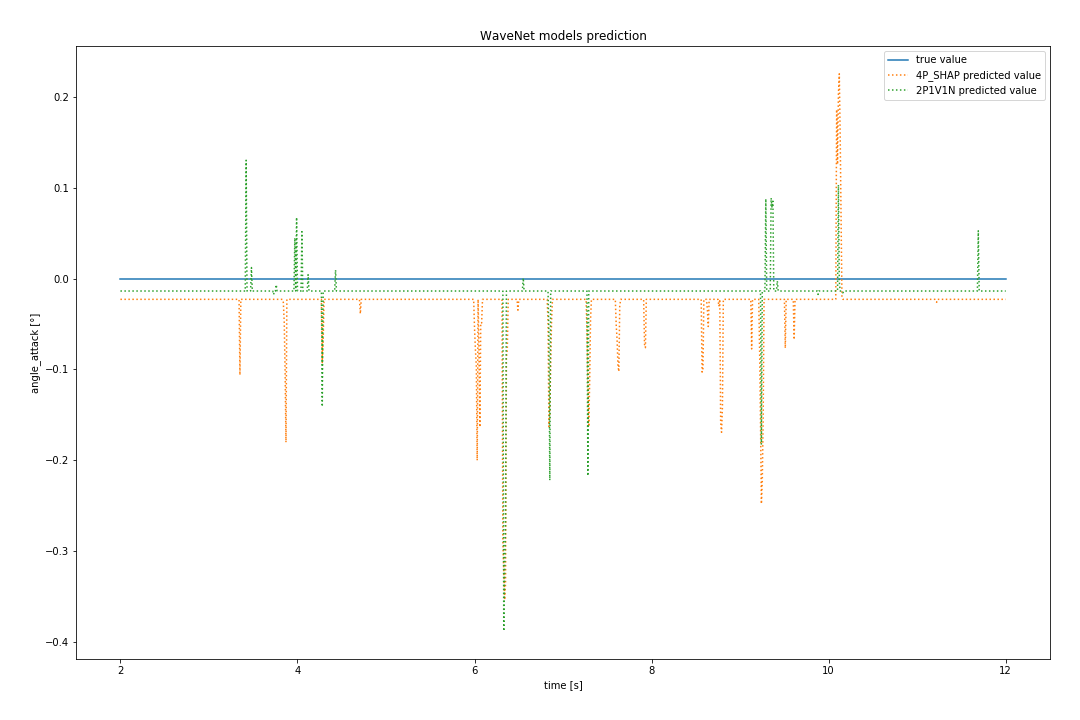 WaveNet models prediction
true value
4P_SHAP predicted value
2P1V1N predicted value
0.2
0.1
0.0
−0.1
−0.2
−0.3
−0.4
angle_attack [°]
2 4 6 8 10 12
time [s]